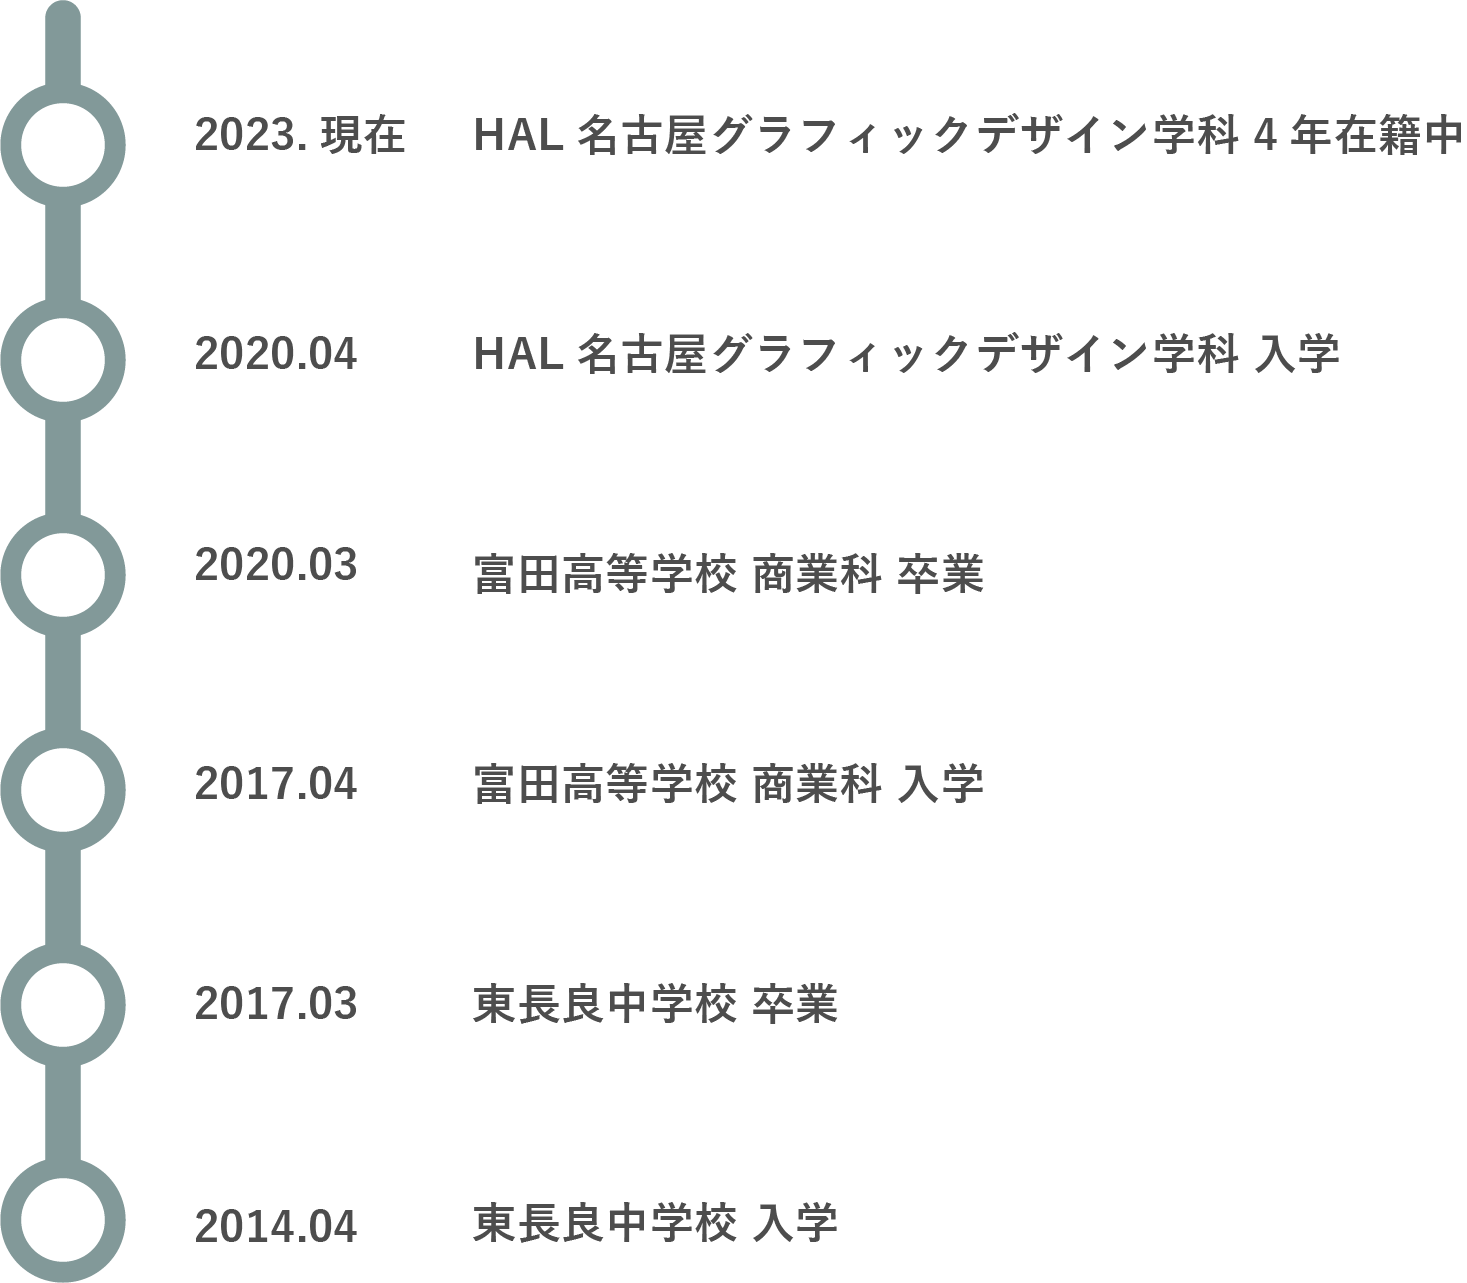 2023. 現在 HAL 名古屋グラフィックデザイン学科 4 年在籍中
2020.04 HAL 名古屋グラフィックデザイン学科 入学
2020.03 富田高等学校 商業科 卒業
2017.04 富田高等学校 商業科 入学
2017.03 東長良中学校 卒業
2014.04 東長良中学校 入学